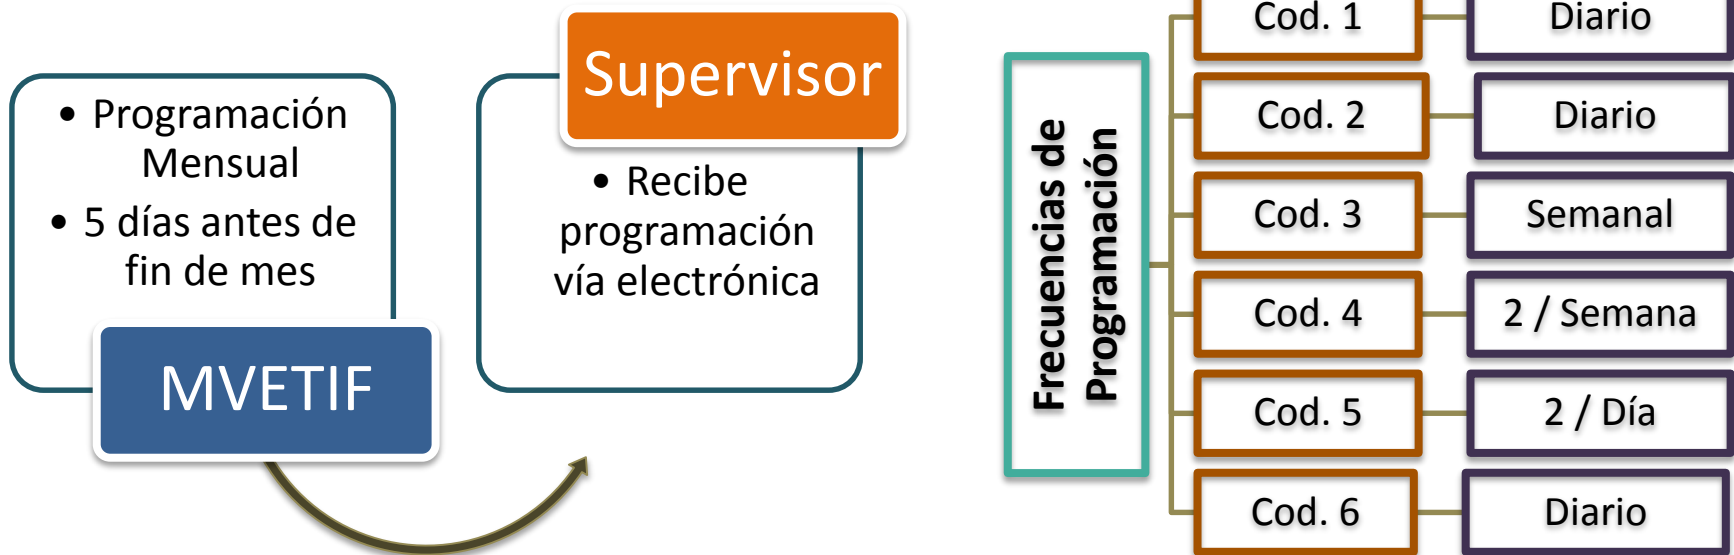 • Programación
Mensual
• 5 días antes de
fin de mes
MVETIF
Supervisor
• Recibe
programación
vía electrónica
Frecuencias de
Programación
Cod. 1
Diario
Cod. 2
Diario
Cod. 3
Semanal
Cod. 4
2 / Semana
Cod. 5
2 / Día
Cod. 6
Diario